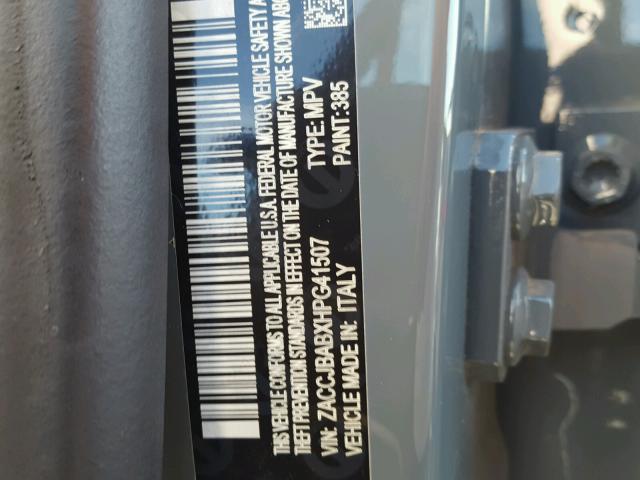 THIS VEHICLE CONFORMS TO ALL APPLICABLE U.S.A. FEDERAL MOTOR VEHICLE SAFETY A
THEFT PREVENTION STANDARDS IN EFFECT ON THE DATE OF MANUFACTURE SHOWN ABO
VIN: ZACCJBABXHPG41507 TYPE: MPV
VEHICLE MADE IN: ITALY PAINT: 385